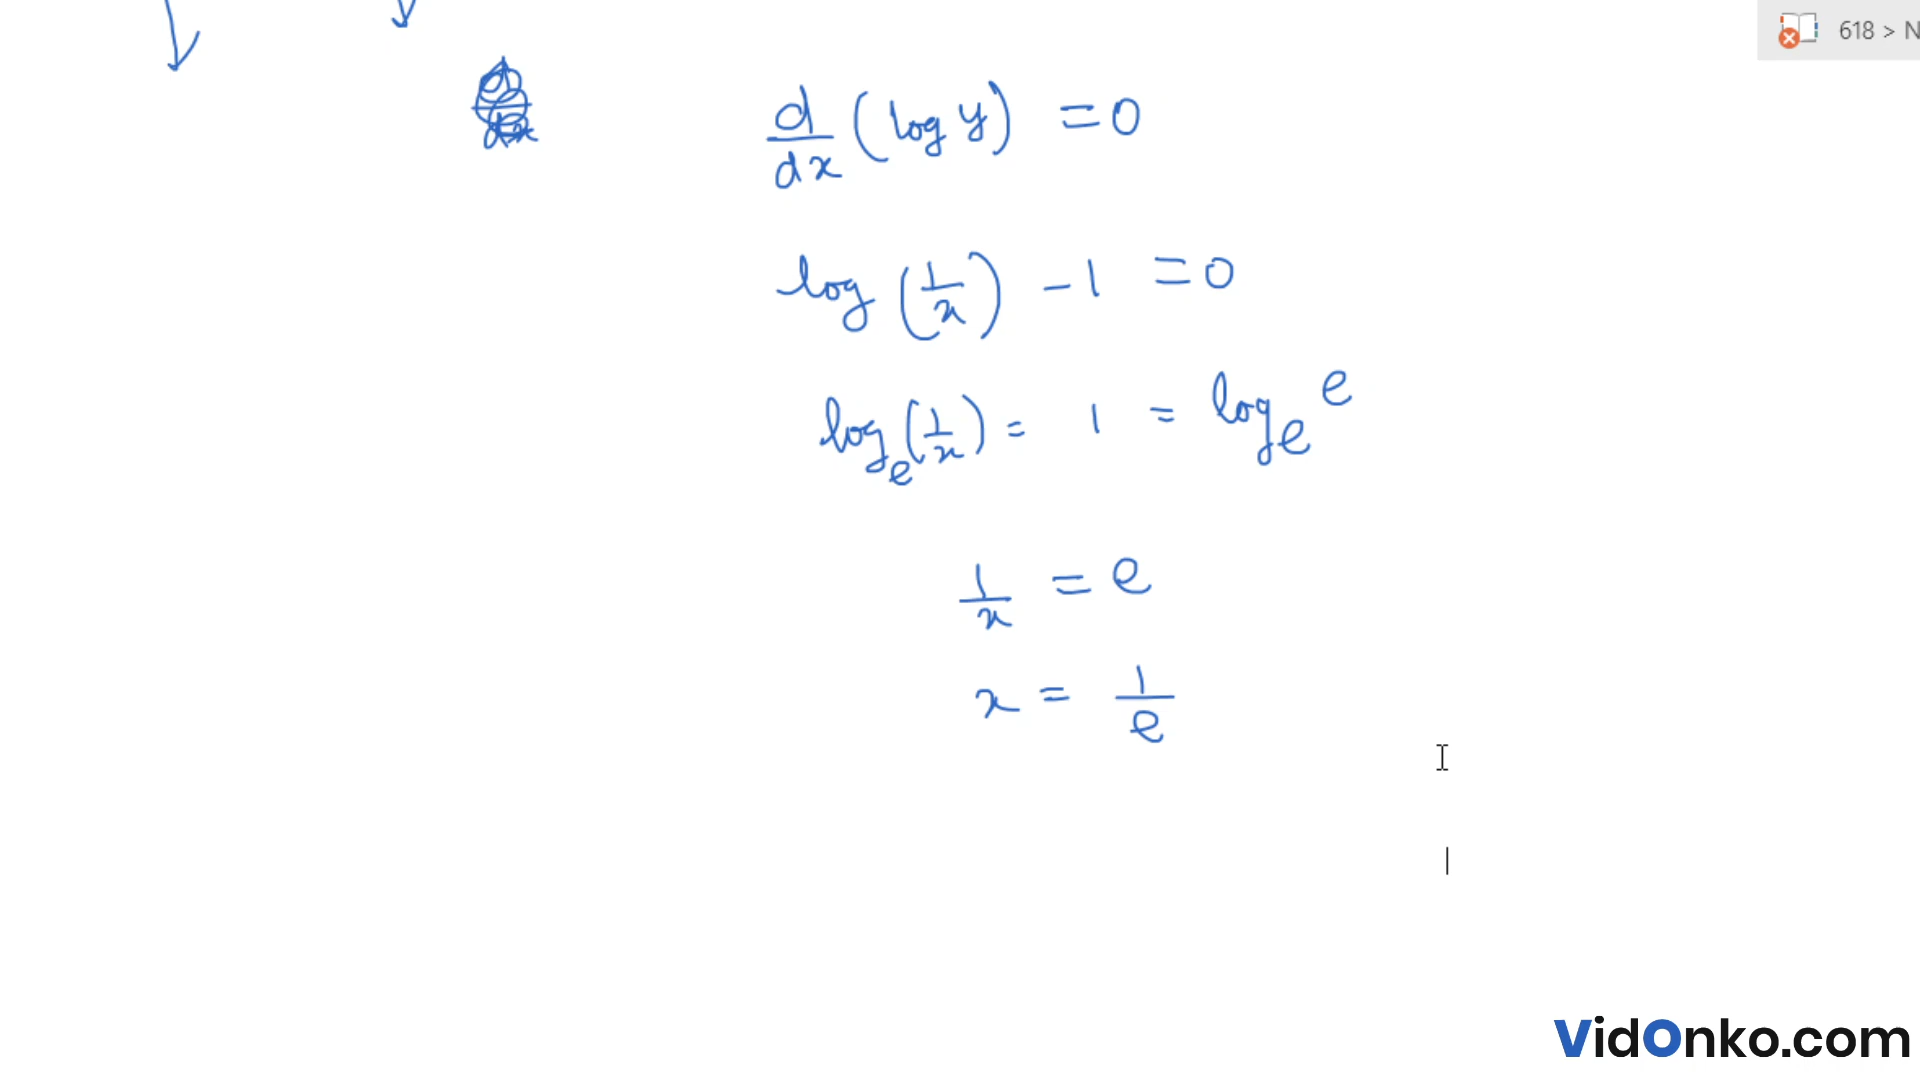 618 > N
d/dx (log y) = 0
log (1/x) - 1 = 0
log_e (1/x) = 1 = log_e e
1/x = e
x = 1/e
VidOnko.com